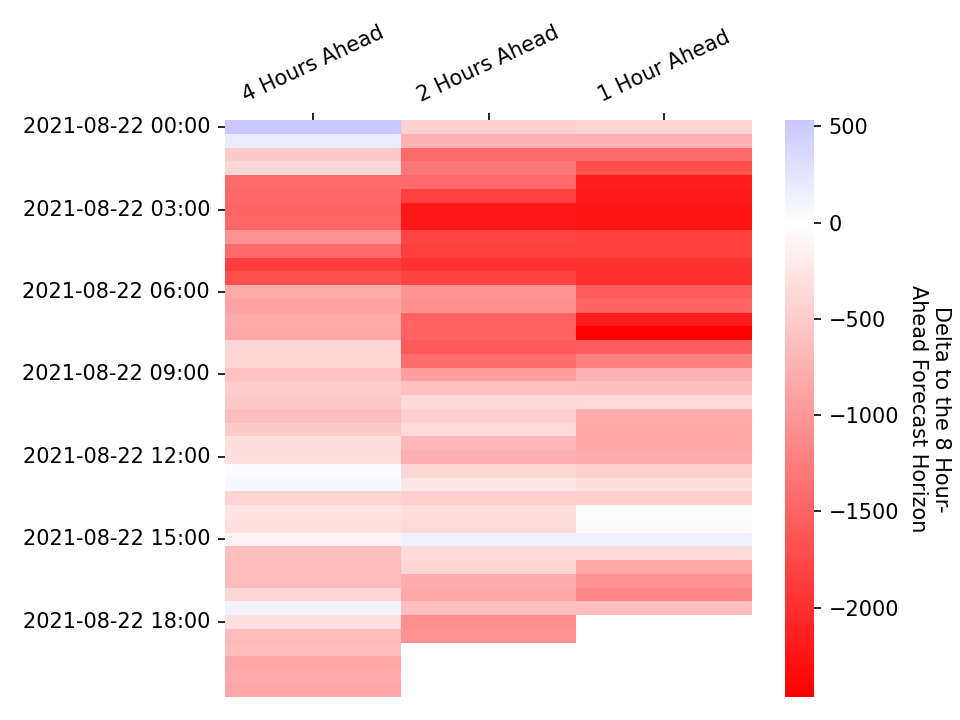 4 Hours Ahead
2 Hours Ahead
1 Hour Ahead
2021-08-22 00:00
2021-08-22 03:00
2021-08-22 06:00
2021-08-22 09:00
2021-08-22 12:00
2021-08-22 15:00
2021-08-22 18:00
500
0
−500
−1000
−1500
−2000
Delta to the 8 Hour-
Ahead Forecast Horizon